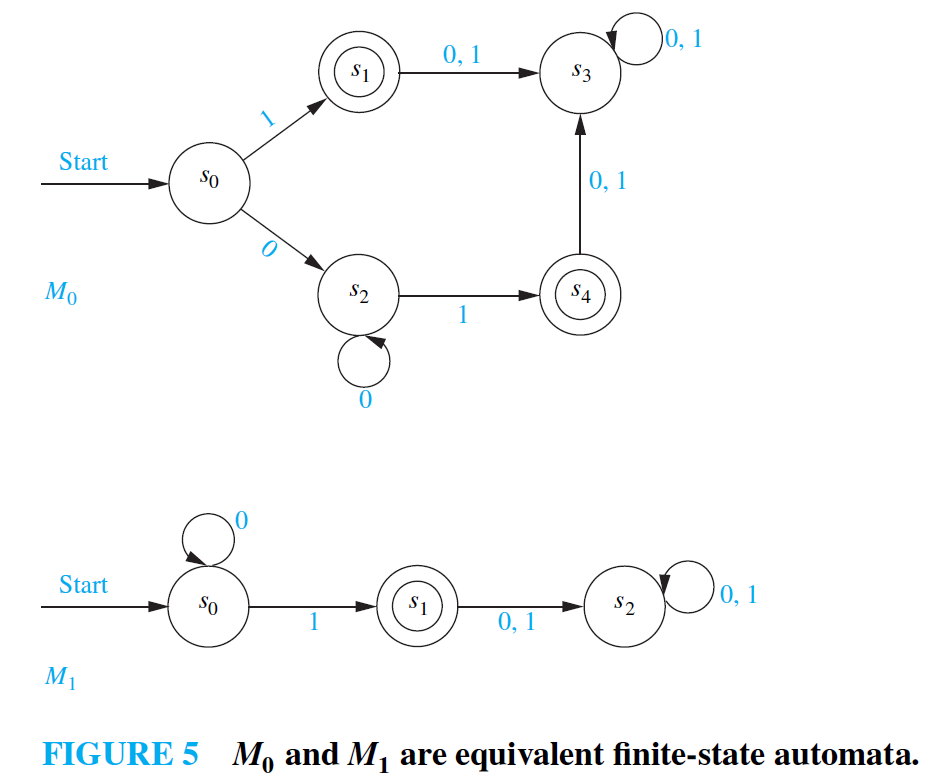 0, 1
s1
0, 1
s3
1
Start
s0
0, 1
0
M0
s2
s4
1
0
0
Start
s0
s1
s2
0, 1
1
0, 1
M1
FIGURE 5 M0 and M1 are equivalent finite-state automata.